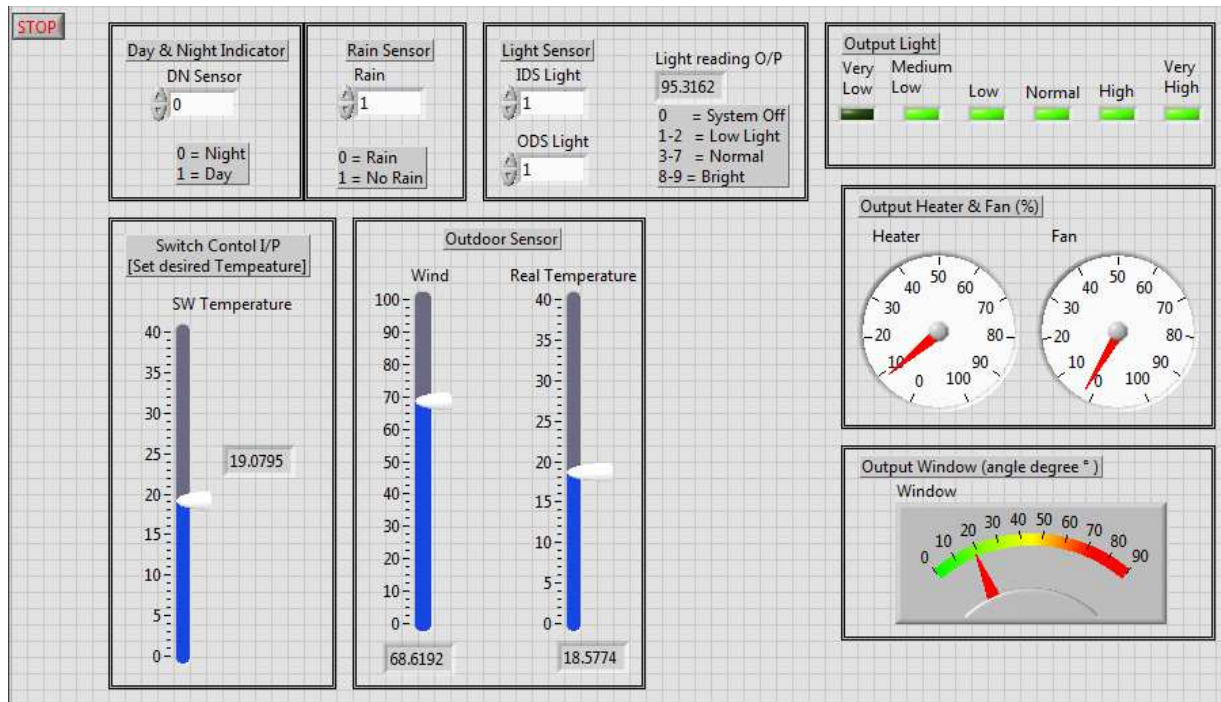 STOP
Day & Night Indicator
DN Sensor
0
0 = Night
1 = Day
Rain Sensor
Rain
1
0 = Rain
1 = No Rain
Light Sensor
IDS Light
1
ODS Light
1
Light reading O/P
95.3162
0 = System Off
1-2 = Low Light
3-7 = Normal
8-9 = Bright
Output Light
Very Low
Medium Low
Low
Normal
High
Very High
Switch Contol I/P
[Set desired Tempeature]
SW Temperature
40
35
30
25
20
15
10
5
0
19.0795
Outdoor Sensor
Wind
100
90
80
70
60
50
40
30
20
10
0
68.6192
Real Temperature
40
35
30
25
20
15
10
5
0
18.5774
Output Heater & Fan (%)
Heater
0 10 20 30 40 50 60 70 80 90 100
Fan
0 10 20 30 40 50 60 70 80 90 100
Output Window (angle degree ° )
Window
0 10 20 30 40 50 60 70 80 90